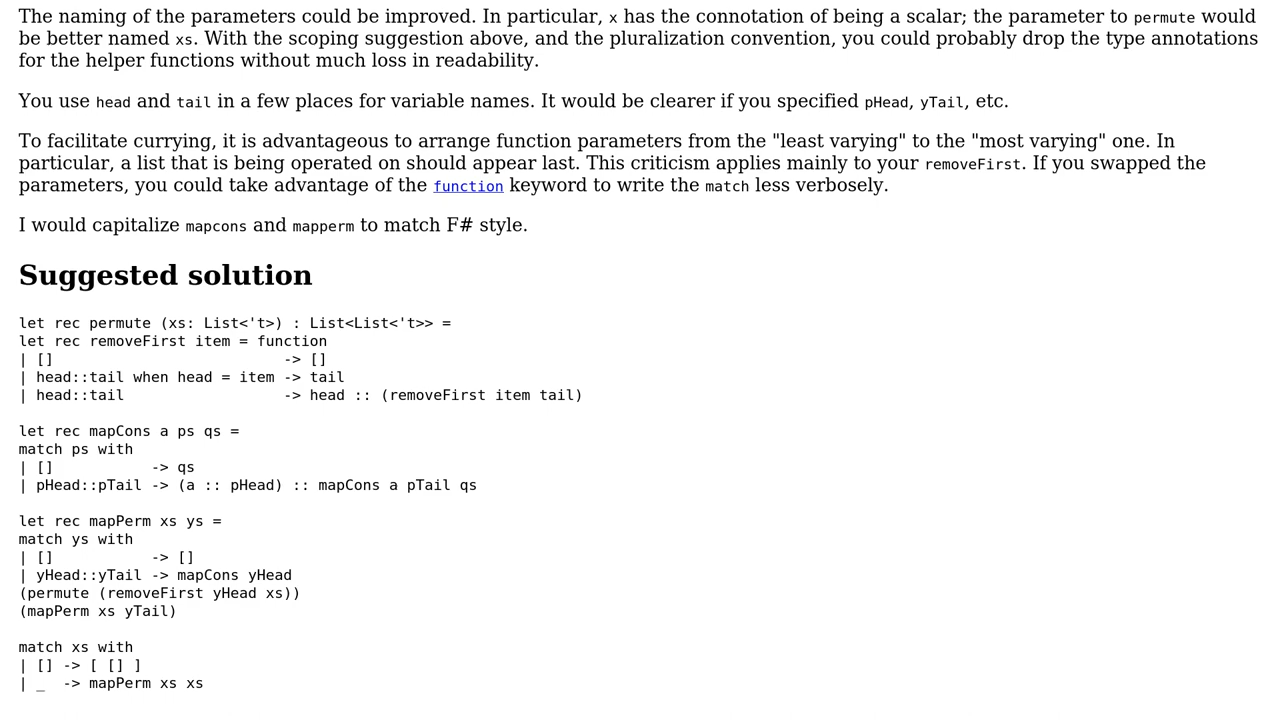 The naming of the parameters could be improved. In particular, x has the connotation of being a scalar; the parameter to permute would
be better named xs. With the scoping suggestion above, and the pluralization convention, you could probably drop the type annotations
for the helper functions without much loss in readability.
You use head and tail in a few places for variable names. It would be clearer if you specified pHead, yTail, etc.
To facilitate currying, it is advantageous to arrange function parameters from the "least varying" to the "most varying" one. In
particular, a list that is being operated on should appear last. This criticism applies mainly to your removeFirst. If you swapped the
parameters, you could take advantage of the function keyword to write the match less verbosely.
I would capitalize mapcons and mapperm to match F# style.
Suggested solution
let rec permute (xs: List<'t>) : List<List<'t>> =
let rec removeFirst item = function
| []                          -> []
| head::tail when head = item -> tail
| head::tail                  -> head :: (removeFirst item tail)
let rec mapCons a ps qs =
match ps with
| []           -> qs
| pHead::pTail -> (a :: pHead) :: mapCons a pTail qs
let rec mapPerm xs ys =
match ys with
| []           -> []
| yHead::yTail -> mapCons yHead
(permute (removeFirst yHead xs))
(mapPerm xs yTail)
match xs with
| [] -> [ [] ]
| _  -> mapPerm xs xs